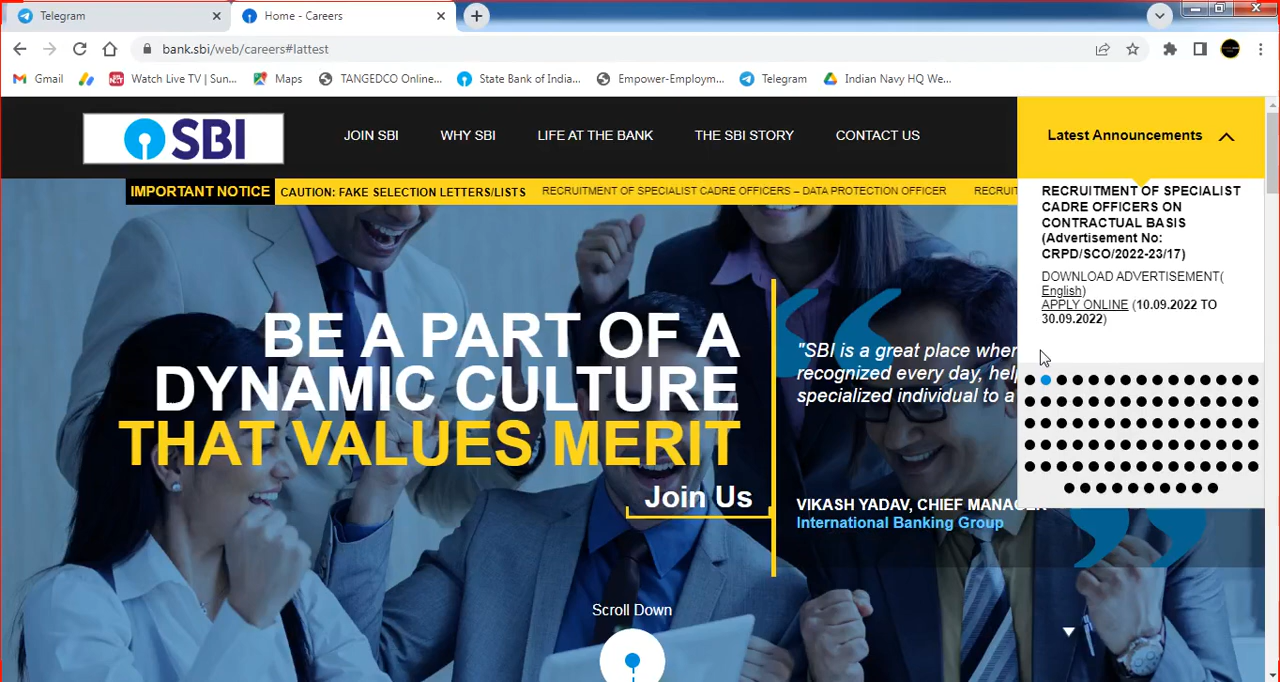 Telegram
Home - Careers
bank.sbi/web/careers#lattest
Gmail
Watch Live TV | Sun...
Maps
TANGEDCO Online...
State Bank of India...
Empower-Employm...
Telegram
Indian Navy HQ We...
SBI
JOIN SBI
WHY SBI
LIFE AT THE BANK
THE SBI STORY
CONTACT US
Latest Announcements
IMPORTANT NOTICE
CAUTION: FAKE SELECTION LETTERS/LISTS
RECRUITMENT OF SPECIALIST CADRE OFFICERS – DATA PROTECTION OFFICER
RECRUIT
RECRUITMENT OF SPECIALIST
CADRE OFFICERS ON
CONTRACTUAL BASIS
(Advertisement No:
CRPD/SCO/2022-23/17)
DOWNLOAD ADVERTISEMENT(
English)
APPLY ONLINE (10.09.2022 TO
30.09.2022)
BE A PART OF A
DYNAMIC CULTURE
THAT VALUES MERIT
Join Us
"SBI is a great place wher
recognized every day, help
specialized individual to a
VIKASH YADAV, CHIEF MANAGER
International Banking Group
Scroll Down